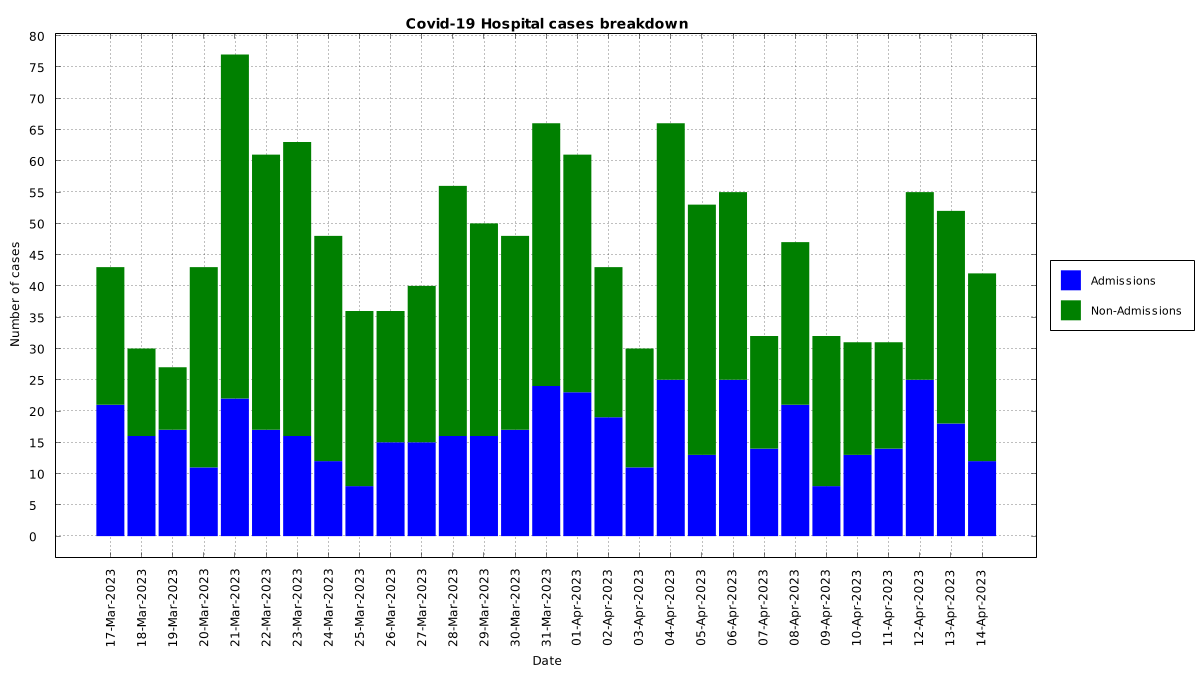 Covid-19 Hospital cases breakdown
80
75
70
65
60
55
50
45
40
35
30
25
20
15
10
5
0
Number of cases
17-Mar-2023
18-Mar-2023
19-Mar-2023
20-Mar-2023
21-Mar-2023
22-Mar-2023
23-Mar-2023
24-Mar-2023
25-Mar-2023
26-Mar-2023
27-Mar-2023
28-Mar-2023
29-Mar-2023
30-Mar-2023
31-Mar-2023
01-Apr-2023
02-Apr-2023
03-Apr-2023
04-Apr-2023
05-Apr-2023
06-Apr-2023
07-Apr-2023
08-Apr-2023
09-Apr-2023
10-Apr-2023
11-Apr-2023
12-Apr-2023
13-Apr-2023
14-Apr-2023
Date
Admissions
Non-Admissions